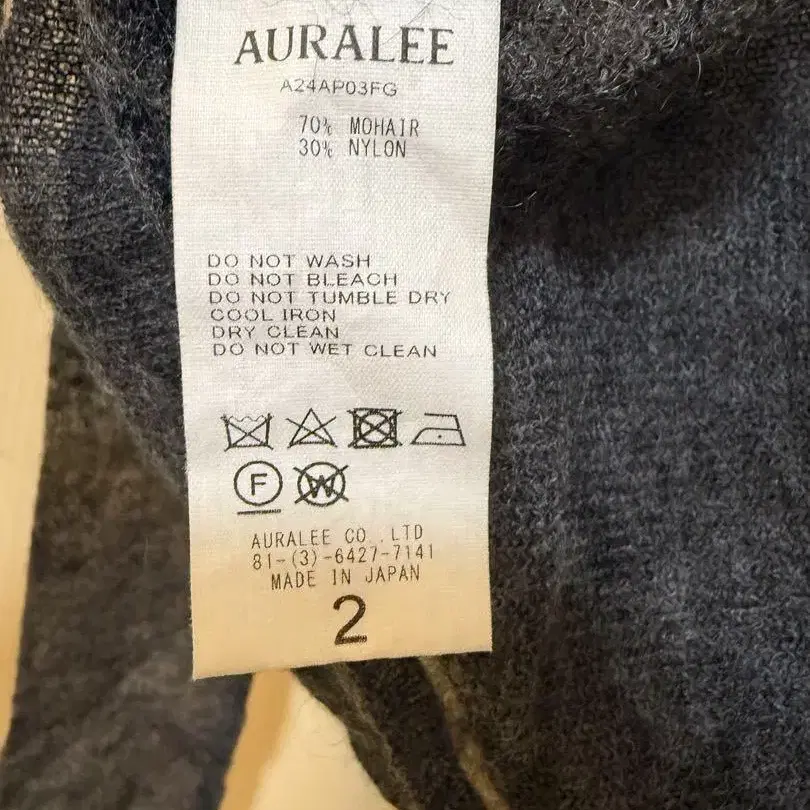 AURALEE
A24AP03FG
70% MOHAIR
30% NYLON
DO NOT WASH
DO NOT BLEACH
DO NOT TUMBLE DRY
COOL IRON
DRY CLEAN
DO NOT WET CLEAN
F W
AURALEE CO.,LTD
81-(3)-6427-7141
MADE IN JAPAN
2